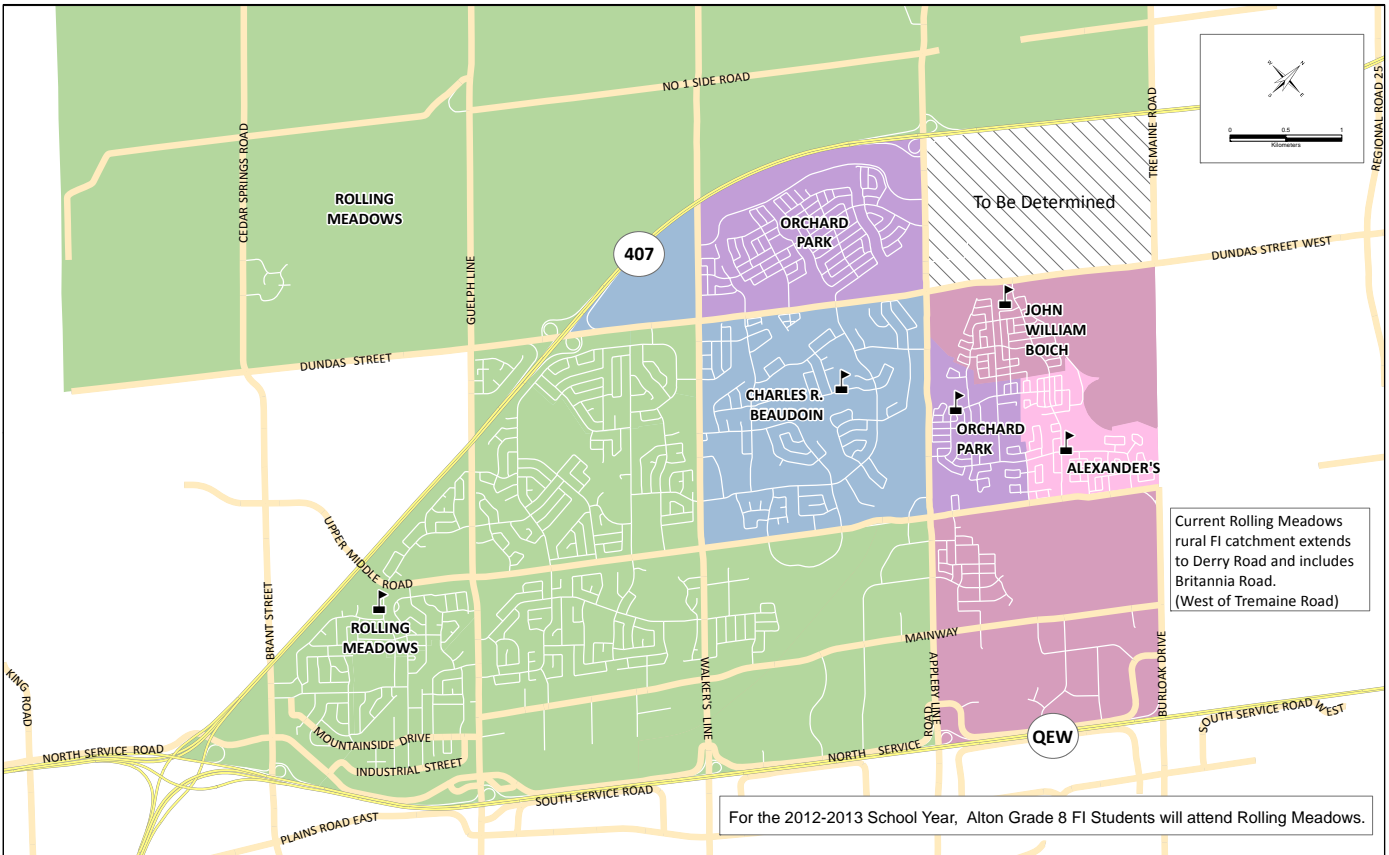 NO 1 SIDE ROAD
CEDAR SPRINGS ROAD
GUELPH LINE
TREMAINE ROAD
REGIONAL ROAD 25
0 0.5 1
Kilometers
ROLLING
MEADOWS
ORCHARD
PARK
To Be Determined
407
DUNDAS STREET WEST
DUNDAS STREET
JOHN
WILLIAM
BOICH
CHARLES R.
BEAUDOIN
ORCHARD
PARK
ALEXANDER'S
Current Rolling Meadows
rural FI catchment extends
to Derry Road and includes
Britannia Road.
(West of Tremaine Road)
UPPER MIDDLE ROAD
BRANT STREET
ROLLING
MEADOWS
MAINWAY
WALKER'S LINE
APPLEBY LINE
ROAD
BURLOAK DRIVE
KING ROAD
NORTH SERVICE ROAD
MOUNTAINSIDE DRIVE
INDUSTRIAL STREET
NORTH SERVICE
QEW
SOUTH SERVICE ROAD WEST
SOUTH SERVICE ROAD
PLAINS ROAD EAST
For the 2012-2013 School Year, Alton Grade 8 FI Students will attend Rolling Meadows.